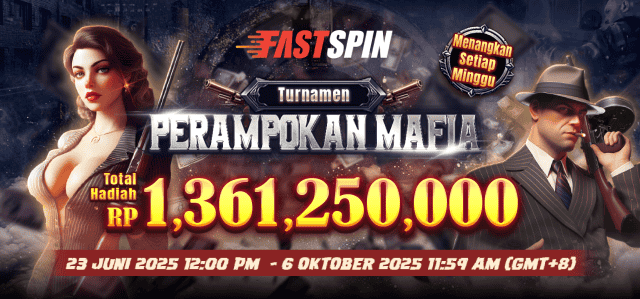 FASTSPIN
Menangkan
Setiap
Minggu
Turnamen
PERAMPOKAN MAFIA
Total
Hadiah
RP 1,361,250,000
23 JUNI 2025 12:00 PM - 6 OKTOBER 2025 11:59 AM (GMT+8)